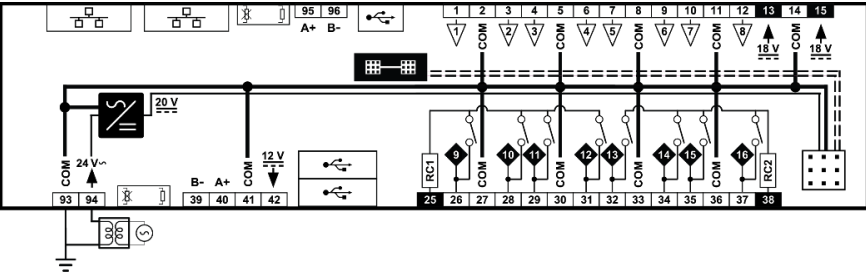 95 96
A+ B-
1 2 3 4 5 6 7 8 9 10 11 12 13 14 15
1 COM 2 3 COM 4 5 COM 6 7 COM 8 18 V COM 18 V
20 V
COM 24 V~ COM 12 V
RC1 9 COM 10 11 COM 12 13 COM 14 15 COM 16 RC2
B- A+
93 94 39 40 41 42 25 26 27 28 29 30 31 32 33 34 35 36 37 38